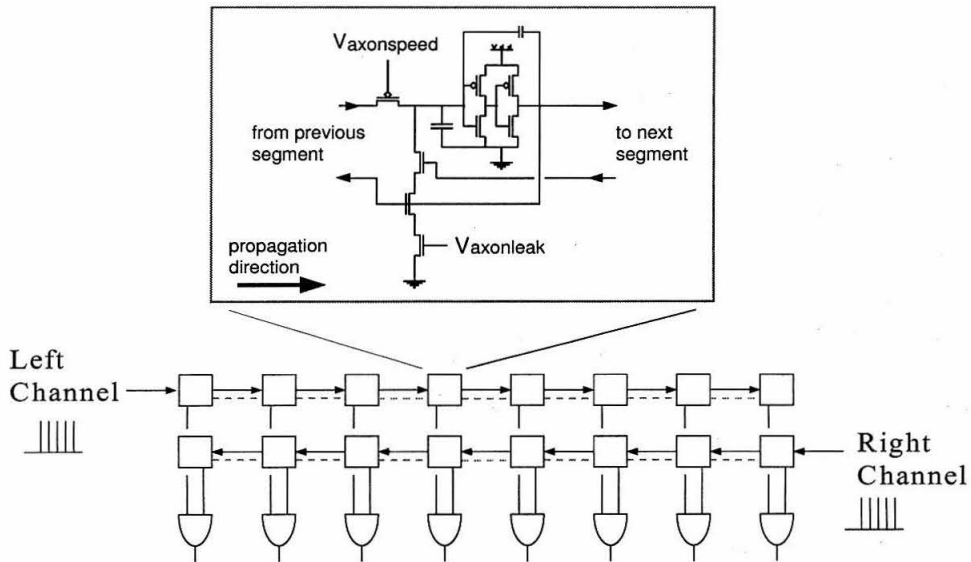 Vaxonspeed
from previous
segment
to next
segment
Vaxonleak
propagation
direction
Left
Channel
Right
Channel